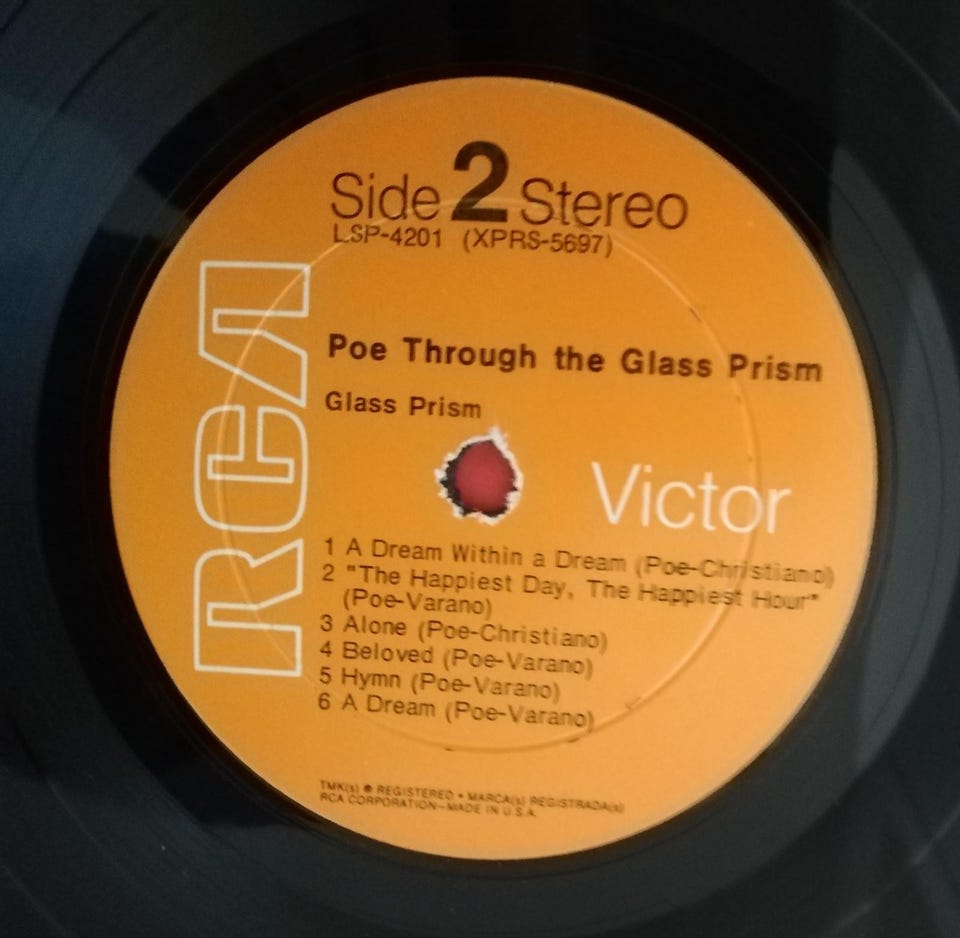 Side 2 Stereo
LSP-4201 (XPRS-5697)
RCA
Poe Through the Glass Prism
Glass Prism
Victor
1 A Dream Within a Dream (Poe-Christiano)
2 "The Happiest Day, The Happiest Hour"
(Poe-Varano)
3 Alone (Poe-Christiano)
4 Beloved (Poe-Varano)
5 Hymn (Poe-Varano)
6 A Dream (Poe-Varano)
TMK(s) ® REGISTERED • MARCA(s) REGISTRADA(s)
RCA CORPORATION—MADE IN U.S.A.